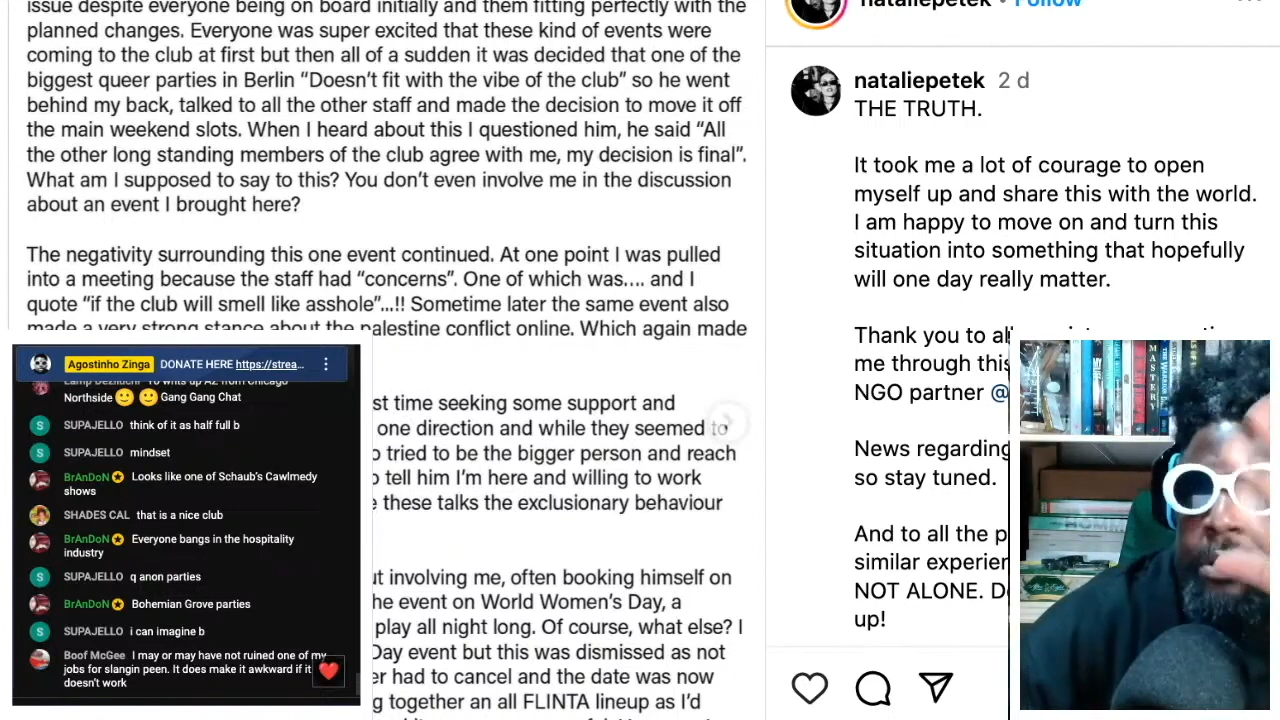 issue despite everyone being on board initially and them fitting perfectly with the
planned changes. Everyone was super excited that these kind of events were
coming to the club at first but then all of a sudden it was decided that one of the
biggest queer parties in Berlin “Doesn’t fit with the vibe of the club” so he went
behind my back, talked to all the other staff and made the decision to move it off
the main weekend slots. When I heard about this I questioned him, he said “All
the other long standing members of the club agree with me, my decision is final”.
What am I supposed to say to this? You don’t even involve me in the discussion
about an event I brought here?
The negativity surrounding this one event continued. At one point I was pulled
into a meeting because the staff had “concerns”. One of which was.... and I
quote “if the club will smell like asshole”...!! Sometime later the same event also
made a very strong stance about the palestine conflict online. Which again made
st time seeking some support and
one direction and while they seemed to
tried to be the bigger person and reach
tell him I’m here and willing to work
these talks the exclusionary behaviour
ut involving me, often booking himself on
he event on World Women’s Day, a
play all night long. Of course, what else? I
Day event but this was dismissed as not
er had to cancel and the date was now
g together an all FLINTA lineup as I’d
Agostinho Zinga DONATE HERE https://strea...
Northside 🙂 🙂 Gang Gang Chat
SUPAJELLO think of it as half full b
SUPAJELLO mindset
BrAnDoN Looks like one of Schaub's Cawlmedy
shows
SHADES CAL that is a nice club
BrAnDoN Everyone bangs in the hospitality
industry
SUPAJELLO q anon parties
BrAnDoN Bohemian Grove parties
SUPAJELLO i can imagine b
Boof McGee I may or may have not ruined one of my
jobs for slangin peen. It does make it awkward if it
doesn't work
nataliepetek • Follow
nataliepetek 2 d
THE TRUTH.
It took me a lot of courage to open
myself up and share this with the world.
I am happy to move on and turn this
situation into something that hopefully
will one day really matter.
Thank you to al
me through this
NGO partner @
News regarding
so stay tuned.
And to all the p
similar experien
NOT ALONE. D
up!
MASTERY